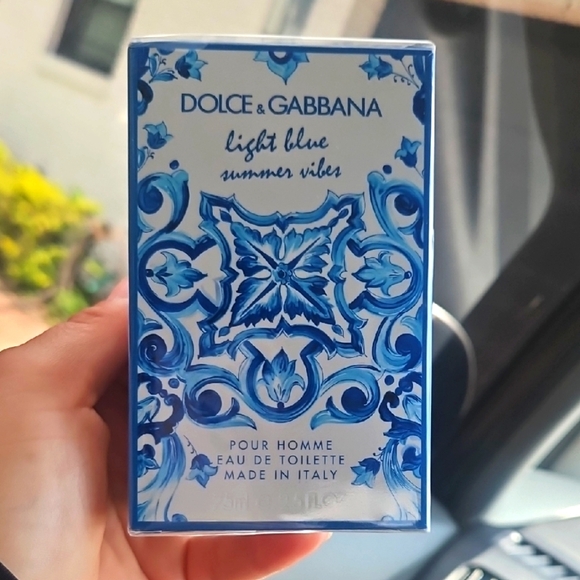 DOLCE & GABBANA
light blue
summer vibes
POUR HOMME
EAU DE TOILETTE
MADE IN ITALY